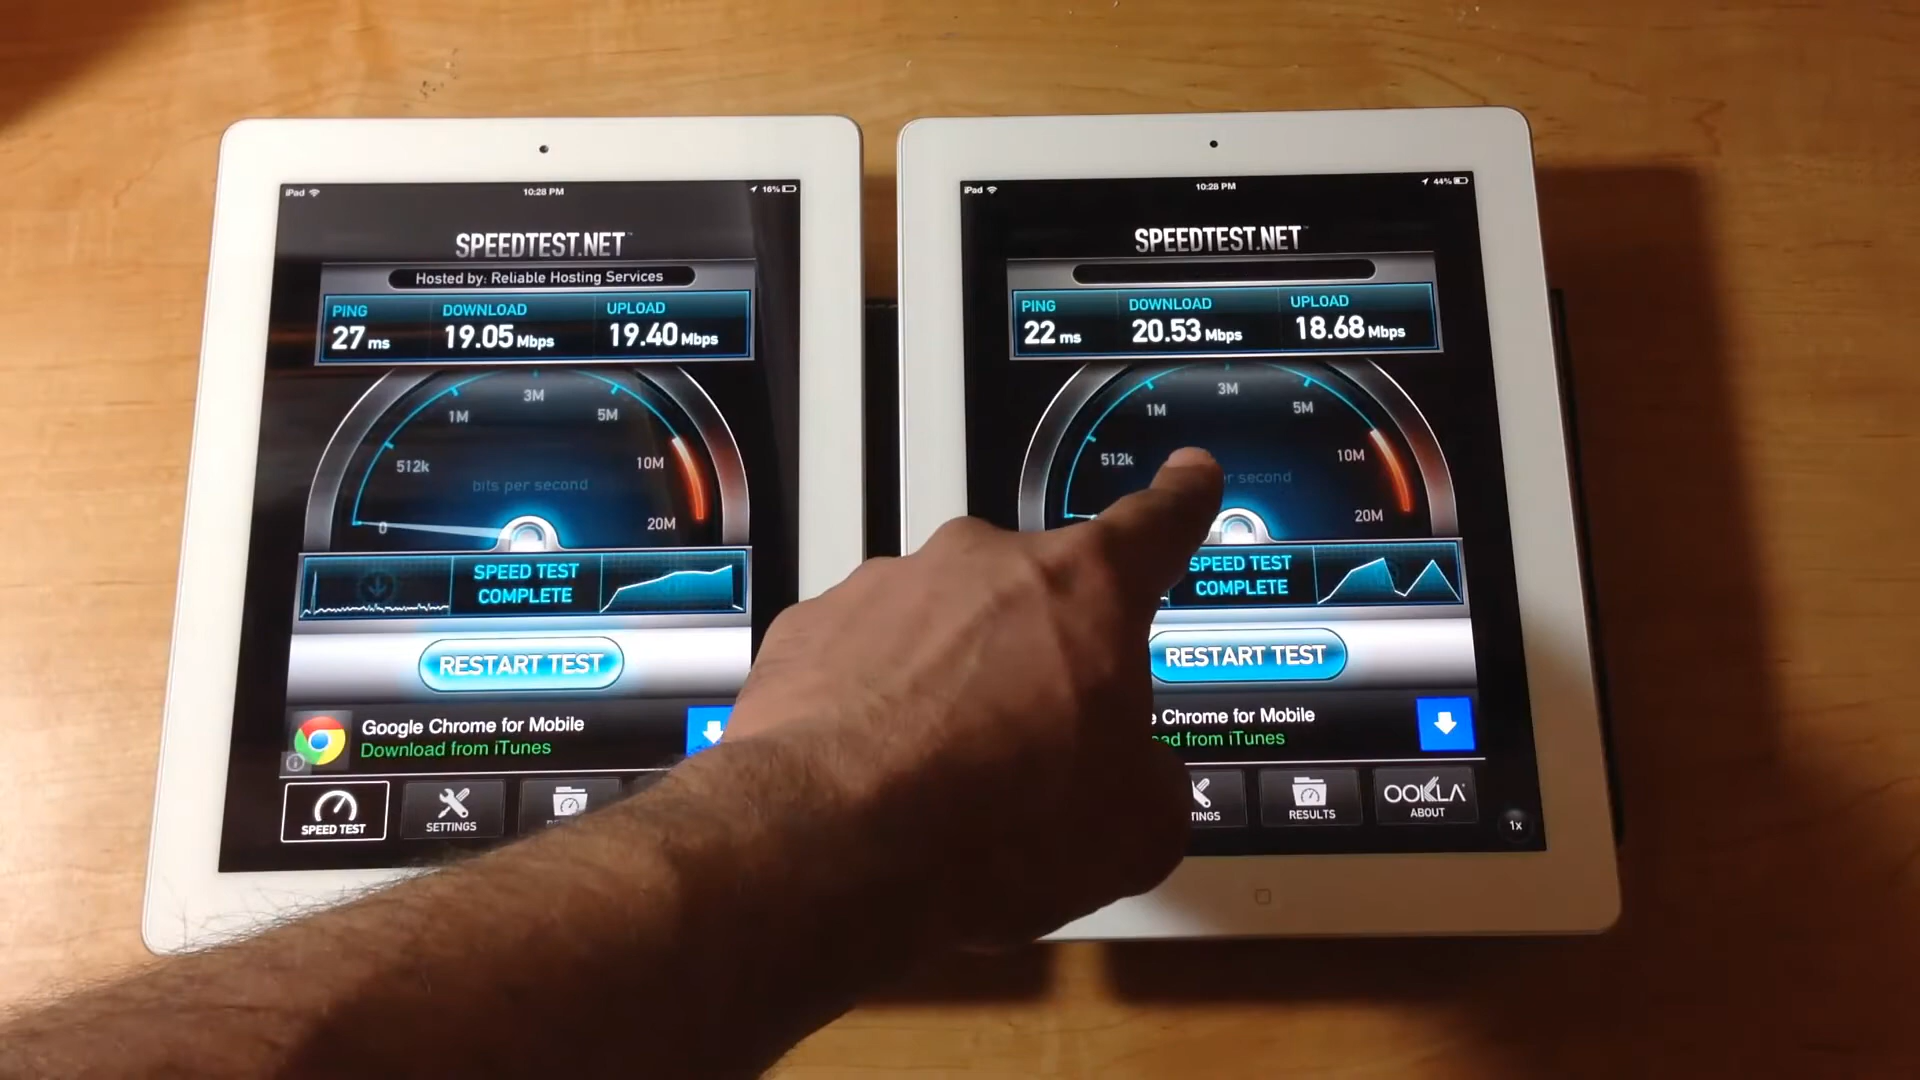 iPad
10:28 PM
16%
SPEEDTEST.NET™
Hosted by: Reliable Hosting Services
PING
DOWNLOAD
UPLOAD
27 ms
19.05 Mbps
19.40 Mbps
3M
1M
5M
512k
10M
bits per second
0
20M
SPEED TEST
COMPLETE
RESTART TEST
Google Chrome for Mobile
Download from iTunes
SPEED TEST
SETTINGS
iPad
10:28 PM
44%
SPEEDTEST.NET™
PING
DOWNLOAD
UPLOAD
22 ms
20.53 Mbps
18.68 Mbps
3M
1M
5M
512k
10M
second
20M
SPEED TEST
COMPLETE
RESTART TEST
Chrome for Mobile
from iTunes
RESULTS
OOKLA
ABOUT
1x